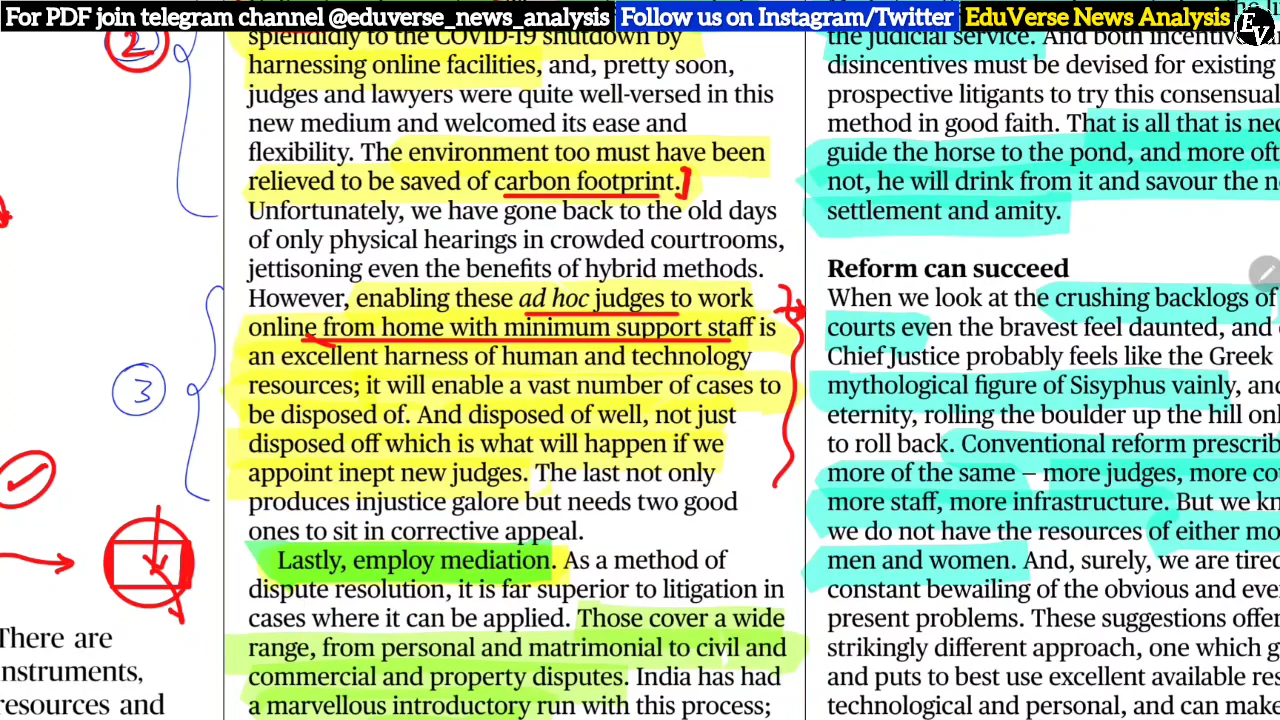 For PDF join telegram channel @eduverse_news_analysis
Follow us on Instagram/Twitter
EduVerse News Analysis
EV
2
3
There are
instruments,
resources and
splendidly to the COVID-19 shutdown by
harnessing online facilities, and, pretty soon,
judges and lawyers were quite well-versed in this
new medium and welcomed its ease and
flexibility. The environment too must have been
relieved to be saved of carbon footprint.
Unfortunately, we have gone back to the old days
of only physical hearings in crowded courtrooms,
jettisoning even the benefits of hybrid methods.
However, enabling these ad hoc judges to work
online from home with minimum support staff is
an excellent harness of human and technology
resources; it will enable a vast number of cases to
be disposed of. And disposed of well, not just
disposed off which is what will happen if we
appoint inept new judges. The last not only
produces injustice galore but needs two good
ones to sit in corrective appeal.
Lastly, employ mediation. As a method of
dispute resolution, it is far superior to litigation in
cases where it can be applied. Those cover a wide
range, from personal and matrimonial to civil and
commercial and property disputes. India has had
a marvellous introductory run with this process;
the judicial service. And both
disincentives must be devised for existing
prospective litigants to try this consensual
method in good faith. That is all that is
guide the horse to the pond, and more
not, he will drink from it and savour the
settlement and amity.
Reform can succeed
When we look at the crushing backlogs of
courts even the bravest feel daunted, and
Chief Justice probably feels like the Greek
mythological figure of Sisyphus vainly,
eternity, rolling the boulder up the hill
to roll back. Conventional reform
more of the same – more judges, more
more staff, more infrastructure. But we
we do not have the resources of either
men and women. And, surely, we are
constant bewailing of the obvious and
present problems. These suggestions
strikingly different approach, one which
and puts to best use excellent available
technological and personal, and can make